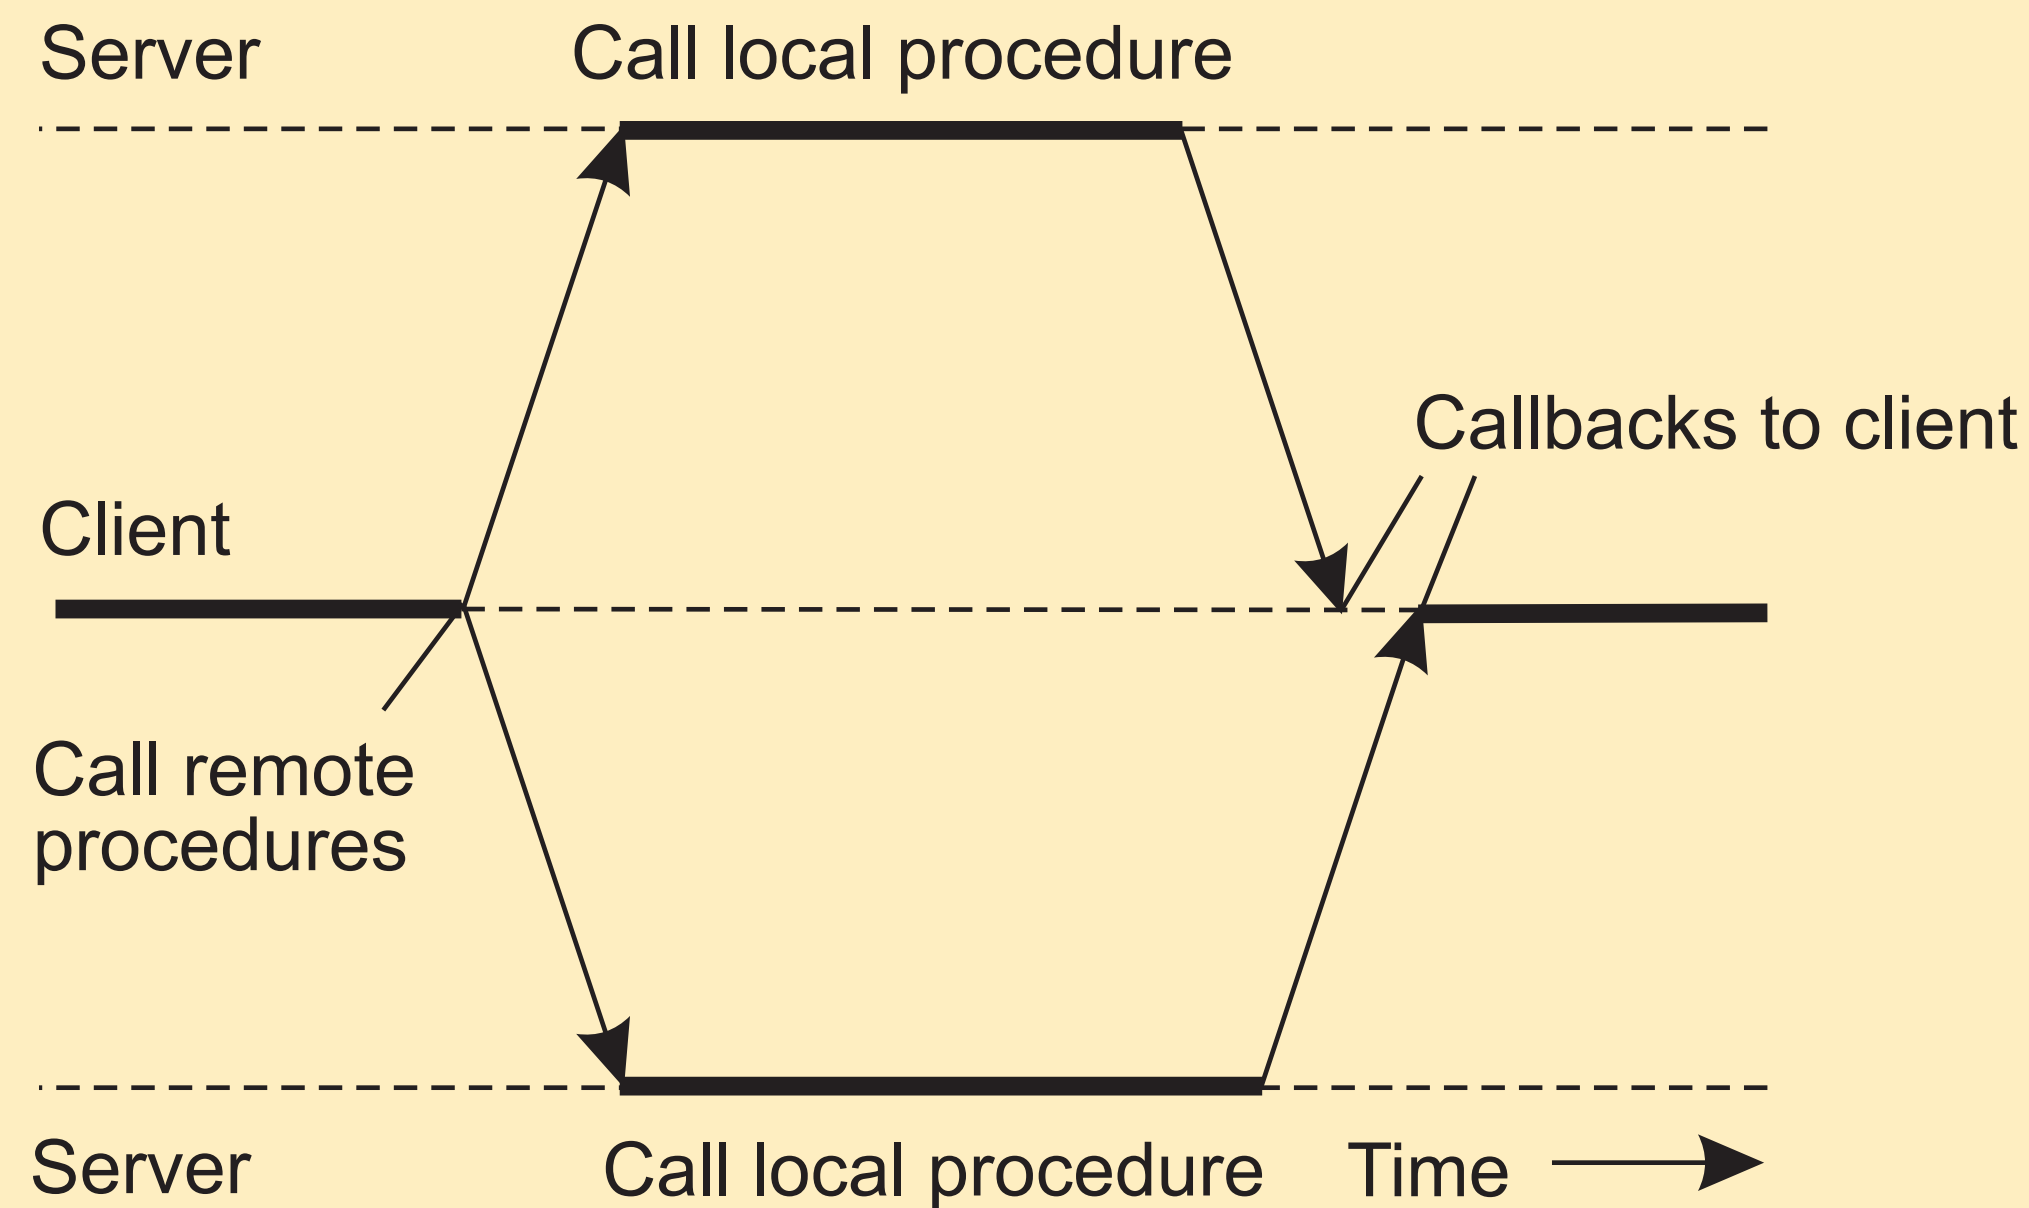 Server
Call local procedure
Callbacks to client
Client
Call remote
procedures
Server
Call local procedure
Time